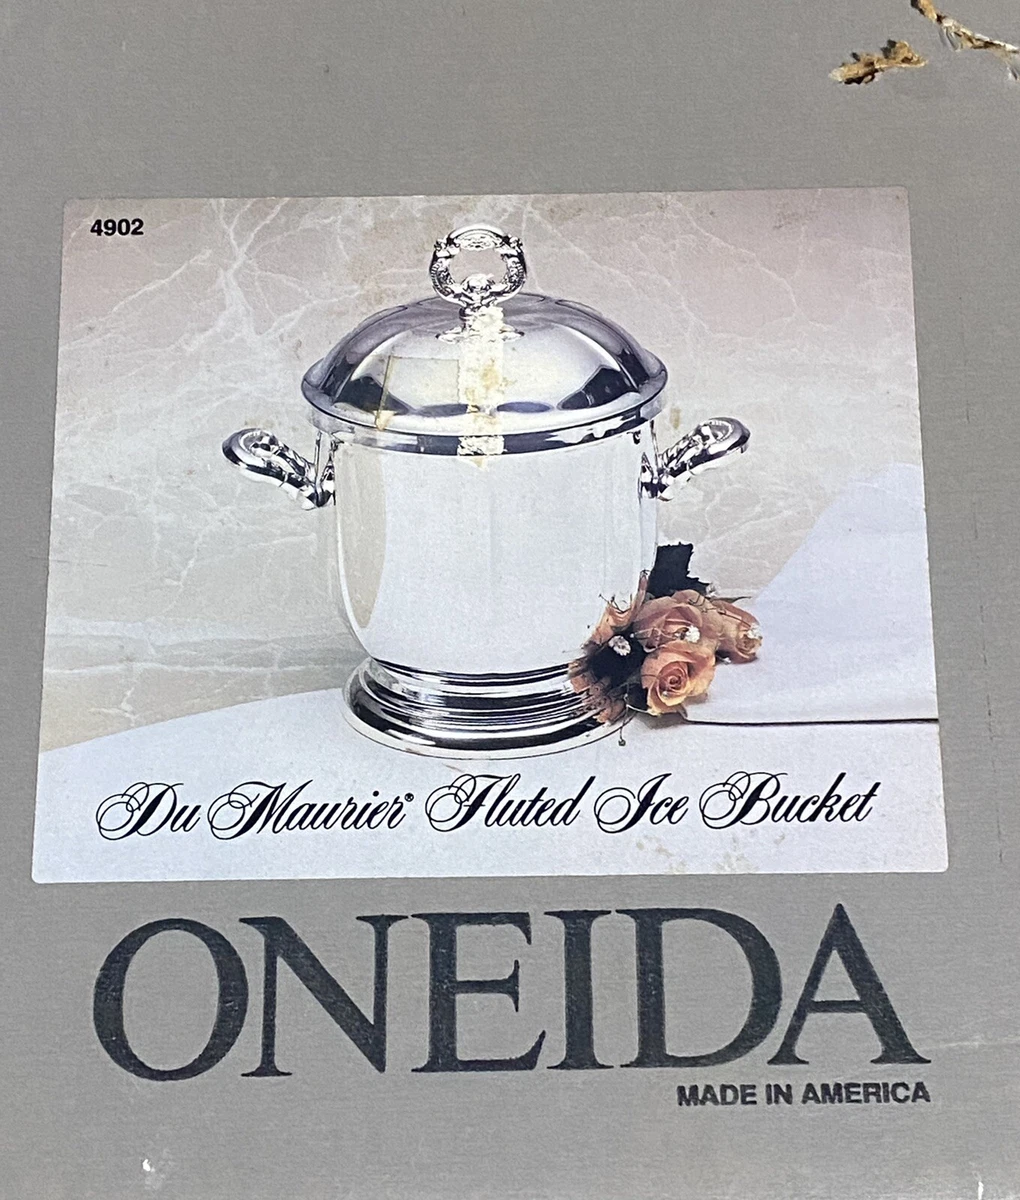 4902
Du Maurier® Fluted Ice Bucket
ONEIDA
MADE IN AMERICA